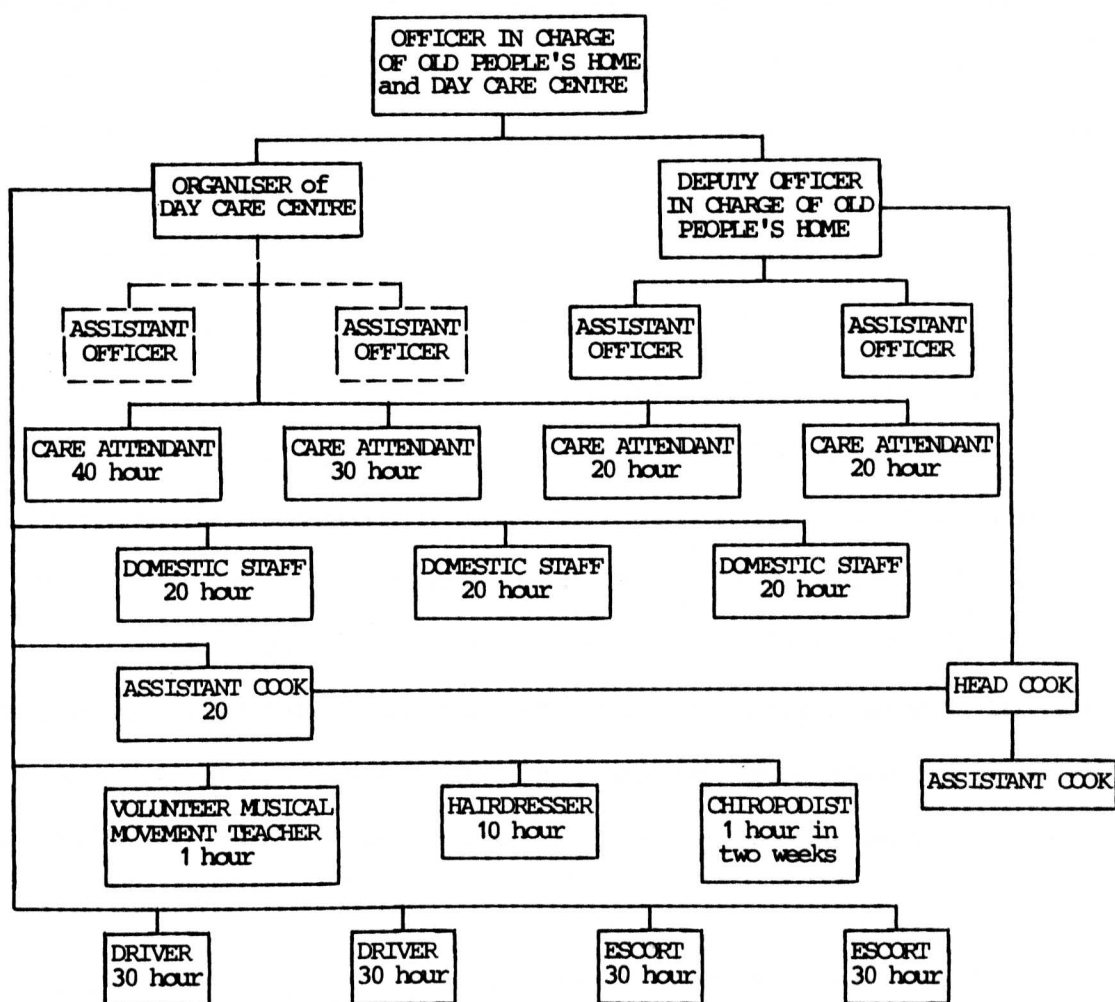 OFFICER IN CHARGE
OF OLD PEOPLE'S HOME
and DAY CARE CENTRE
ORGANISER of
DAY CARE CENTRE
DEPUTY OFFICER
IN CHARGE OF OLD
PEOPLE'S HOME
ASSISTANT
OFFICER
ASSISTANT
OFFICER
ASSISTANT
OFFICER
ASSISTANT
OFFICER
CARE ATTENDANT
40 hour
CARE ATTENDANT
30 hour
CARE ATTENDANT
20 hour
CARE ATTENDANT
20 hour
DOMESTIC STAFF
20 hour
DOMESTIC STAFF
20 hour
DOMESTIC STAFF
20 hour
ASSISTANT COOK
20
HEAD COOK
ASSISTANT COOK
VOLUNTEER MUSICAL
MOVEMENT TEACHER
1 hour
HAIRDRESSER
10 hour
CHIROPODIST
1 hour in
two weeks
DRIVER
30 hour
DRIVER
30 hour
ESCORT
30 hour
ESCORT
30 hour